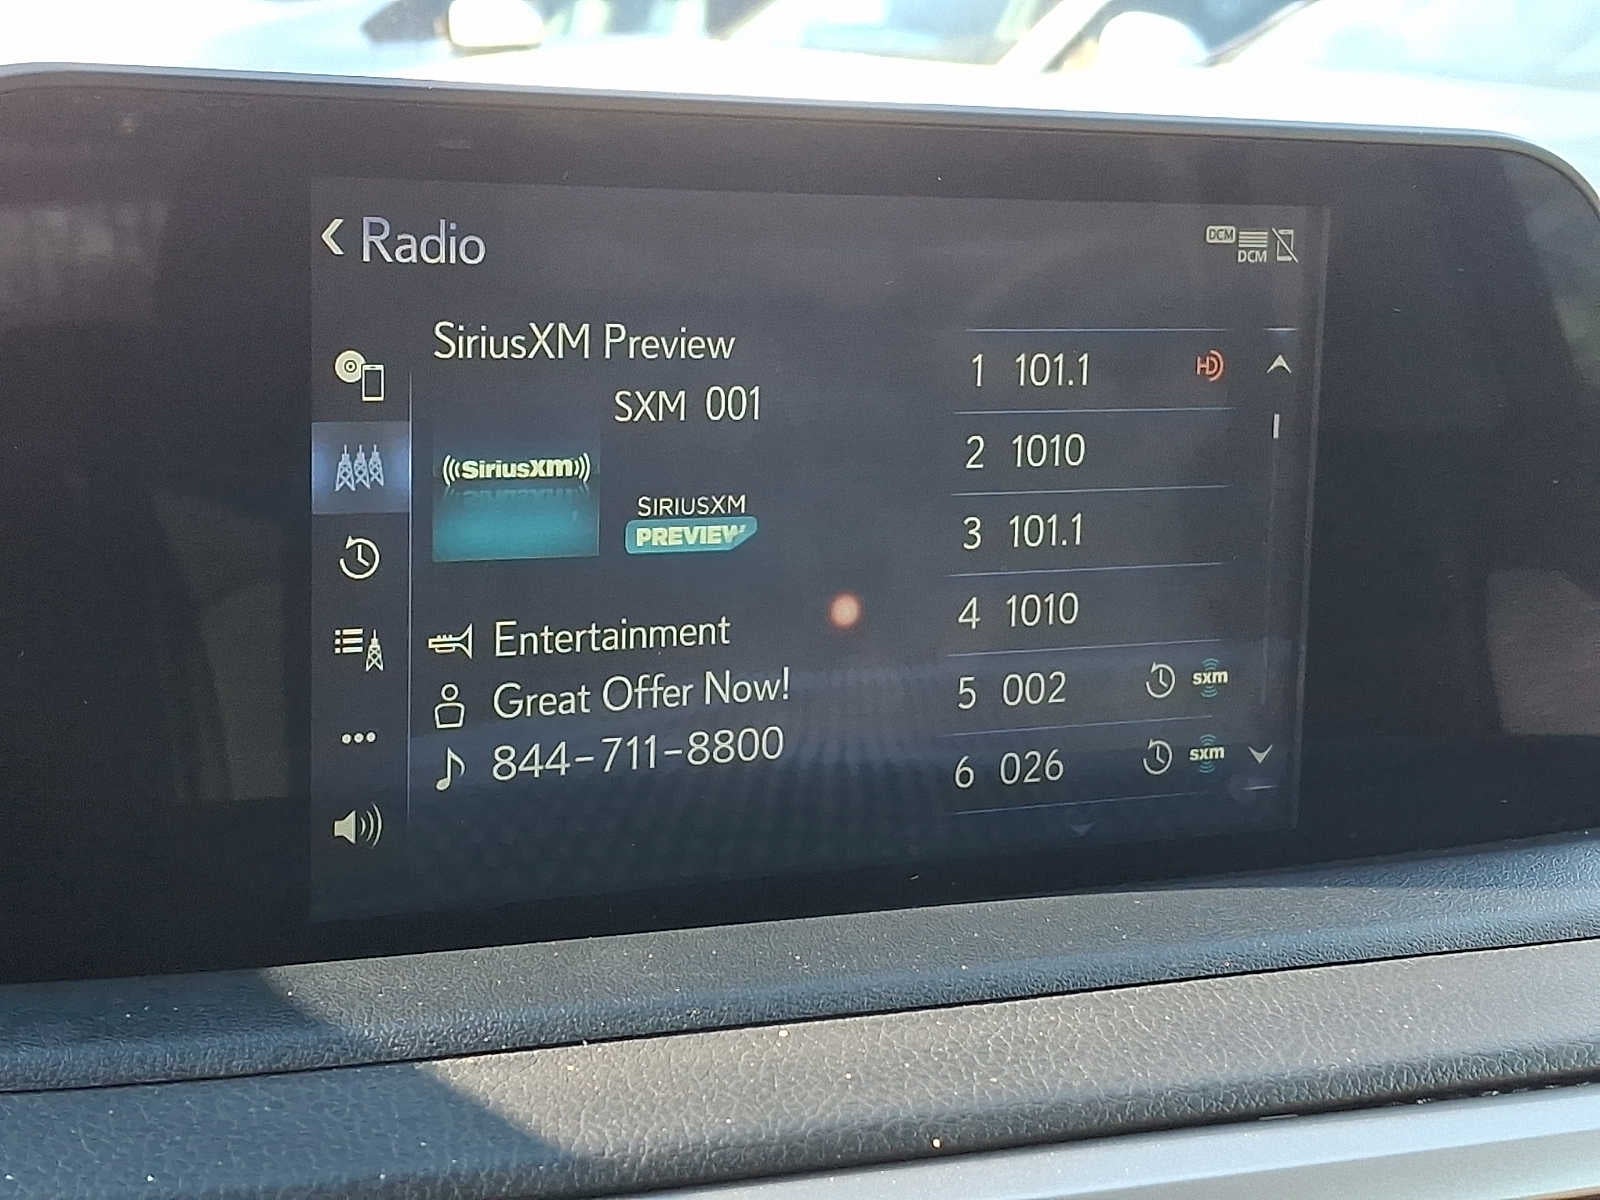 Radio
DCM
DCM
SiriusXM Preview
SXM 001
SiriusXM
SIRIUSXM
PREVIEW
Entertainment
Great Offer Now!
844-711-8800
1 101.1 HD
2 1010
3 101.1
4 1010
5 002 sxm
6 026 sxm